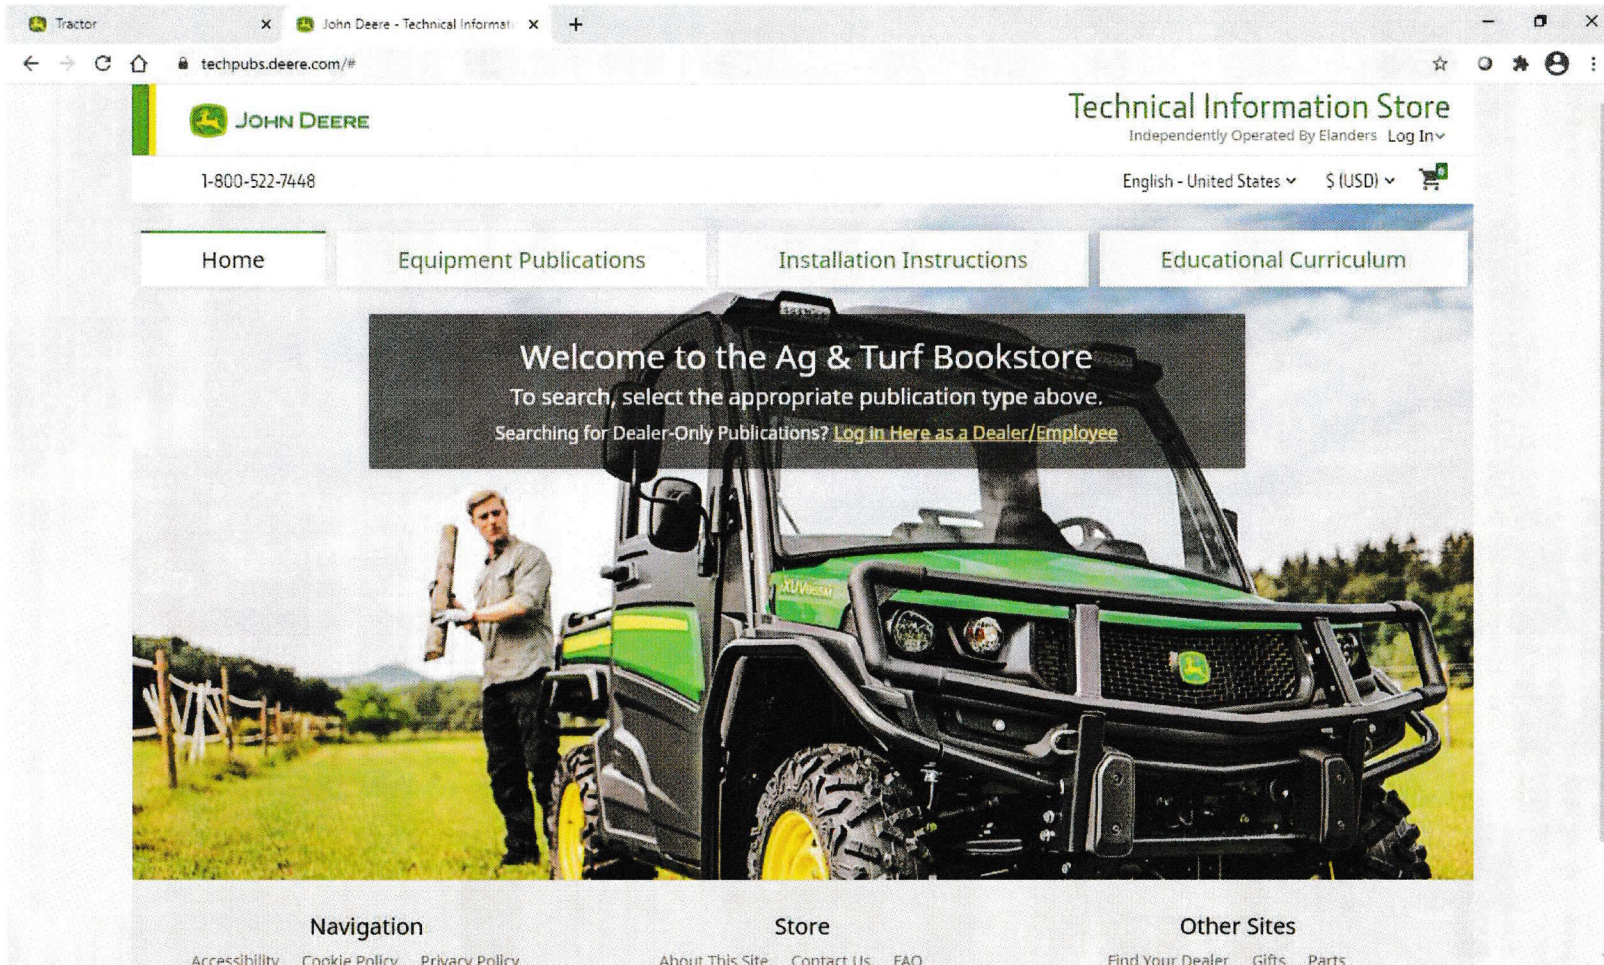 Tractor
John Deere - Technical Informat
techpubs.deere.com/#
JOHN DEERE
Technical Information Store
Independently Operated By Elanders Log In
1-800-522-7448
English - United States $ (USD)
0
Home Equipment Publications Installation Instructions Educational Curriculum
Welcome to the Ag & Turf Bookstore
To search, select the appropriate publication type above.
Searching for Dealer-Only Publications? Log in Here as a Dealer/Employee
XUV865M
Navigation Store Other Sites
Accessibility Cookie Policy Privacy Policy About This Site Contact Us FAQ Find Your Dealer Gifts Parts